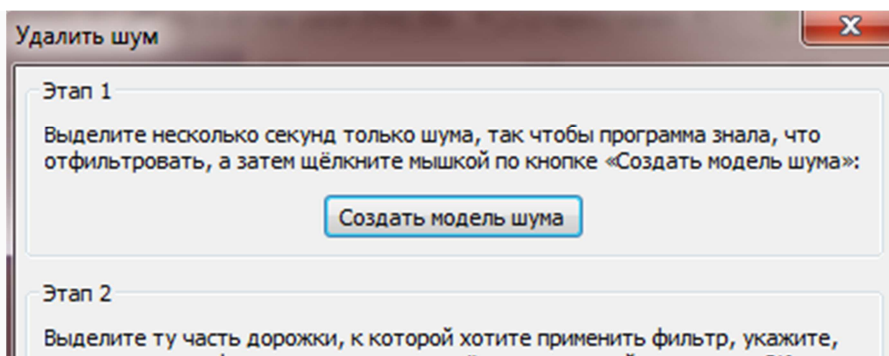 Удалить шум
Этап 1
Выделите несколько секунд только шума, так чтобы программа знала, что
отфильтровать, а затем щёлкните мышкой по кнопке «Создать модель шума»:
Создать модель шума
Этап 2
Выделите ту часть дорожки, к которой хотите применить фильтр, укажите,